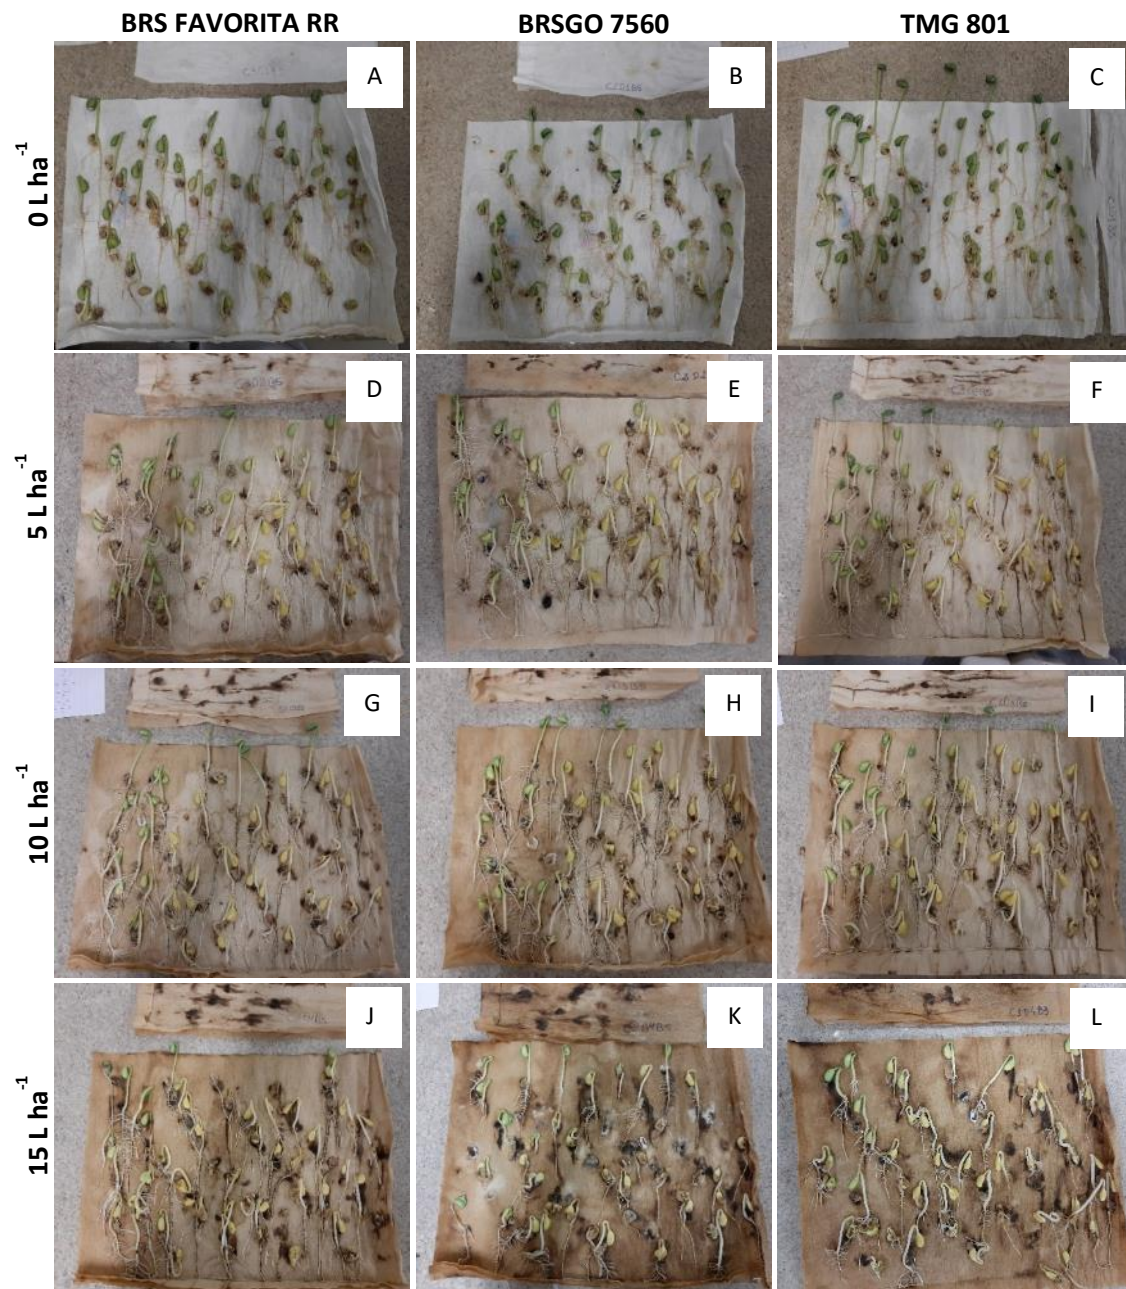 BRS FAVORITA RR BRSGO 7560 TMG 801
0 L ha⁻¹ A B C
5 L ha⁻¹ D E F
10 L ha⁻¹ G H I
15 L ha⁻¹ J K L